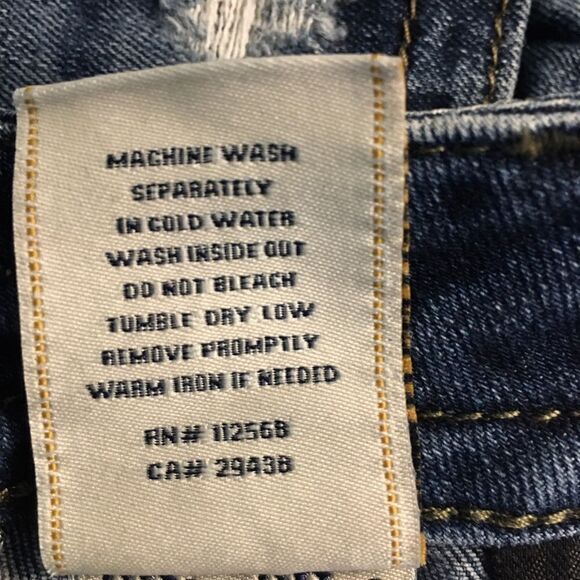 MACHINE WASH
SEPARATELY
IN COLD WATER
WASH INSIDE OUT
DO NOT BLEACH
TUMBLE DRY LOW
REMOVE PROMPTLY
WARM IRON IF NEEDED
RN# 112568
CA# 29438